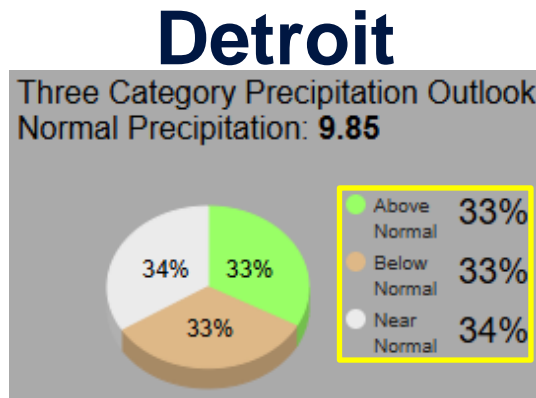 Detroit
Three Category Precipitation Outlook
Normal Precipitation: 9.85
34%
33%
33%
Above
Normal
33%
Below
Normal
33%
Near
Normal
34%